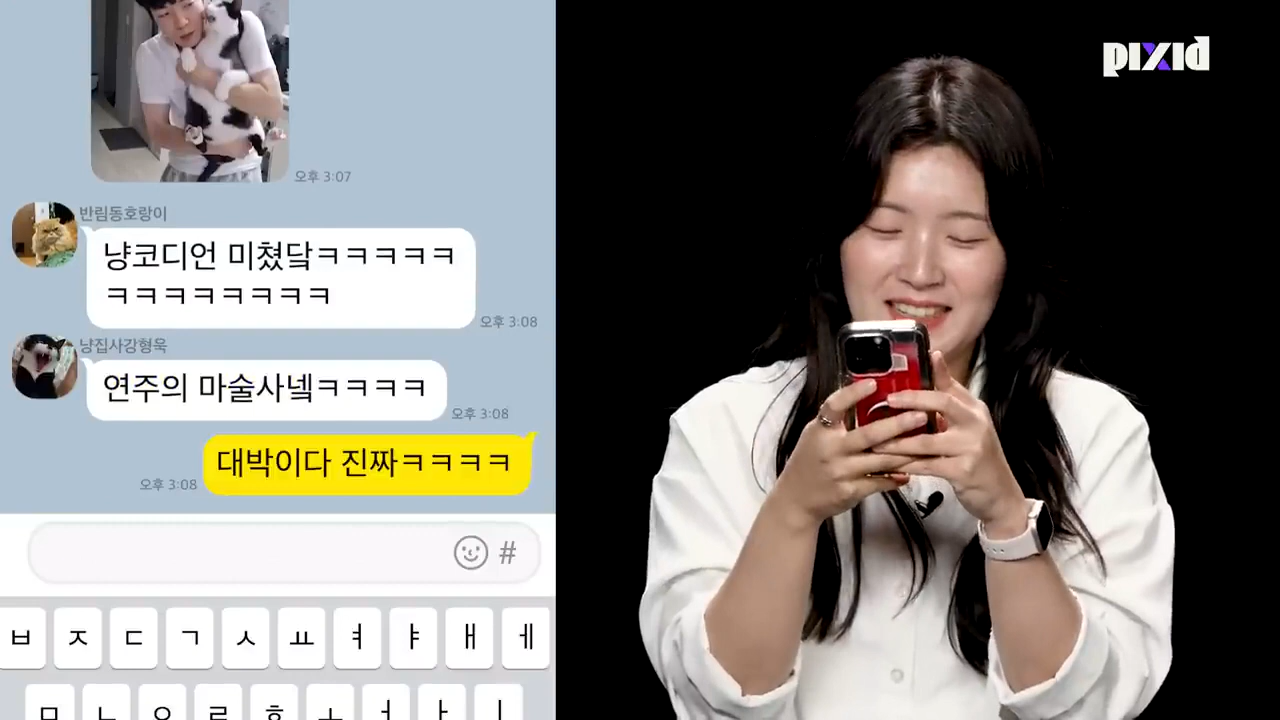 pixid
오후 3:07
반림동호랑이
냥코디언 미쳤닼ㅋㅋㅋㅋㅋ
ㅋㅋㅋㅋㅋㅋㅋㅋ
오후 3:08
냥집사강형욱
연주의 마술사넼ㅋㅋㅋㅋ
오후 3:08
대박이다 진짜ㅋㅋㅋㅋ
오후 3:08
#
ㅂ ㅈ ㄷ ㄱ ㅅ ㅛ ㅕ ㅑ ㅐ ㅔ
ㅁ ㄴ ㅇ ㄹ ㅎ ㅗ ㅓ ㅏ ㅣ